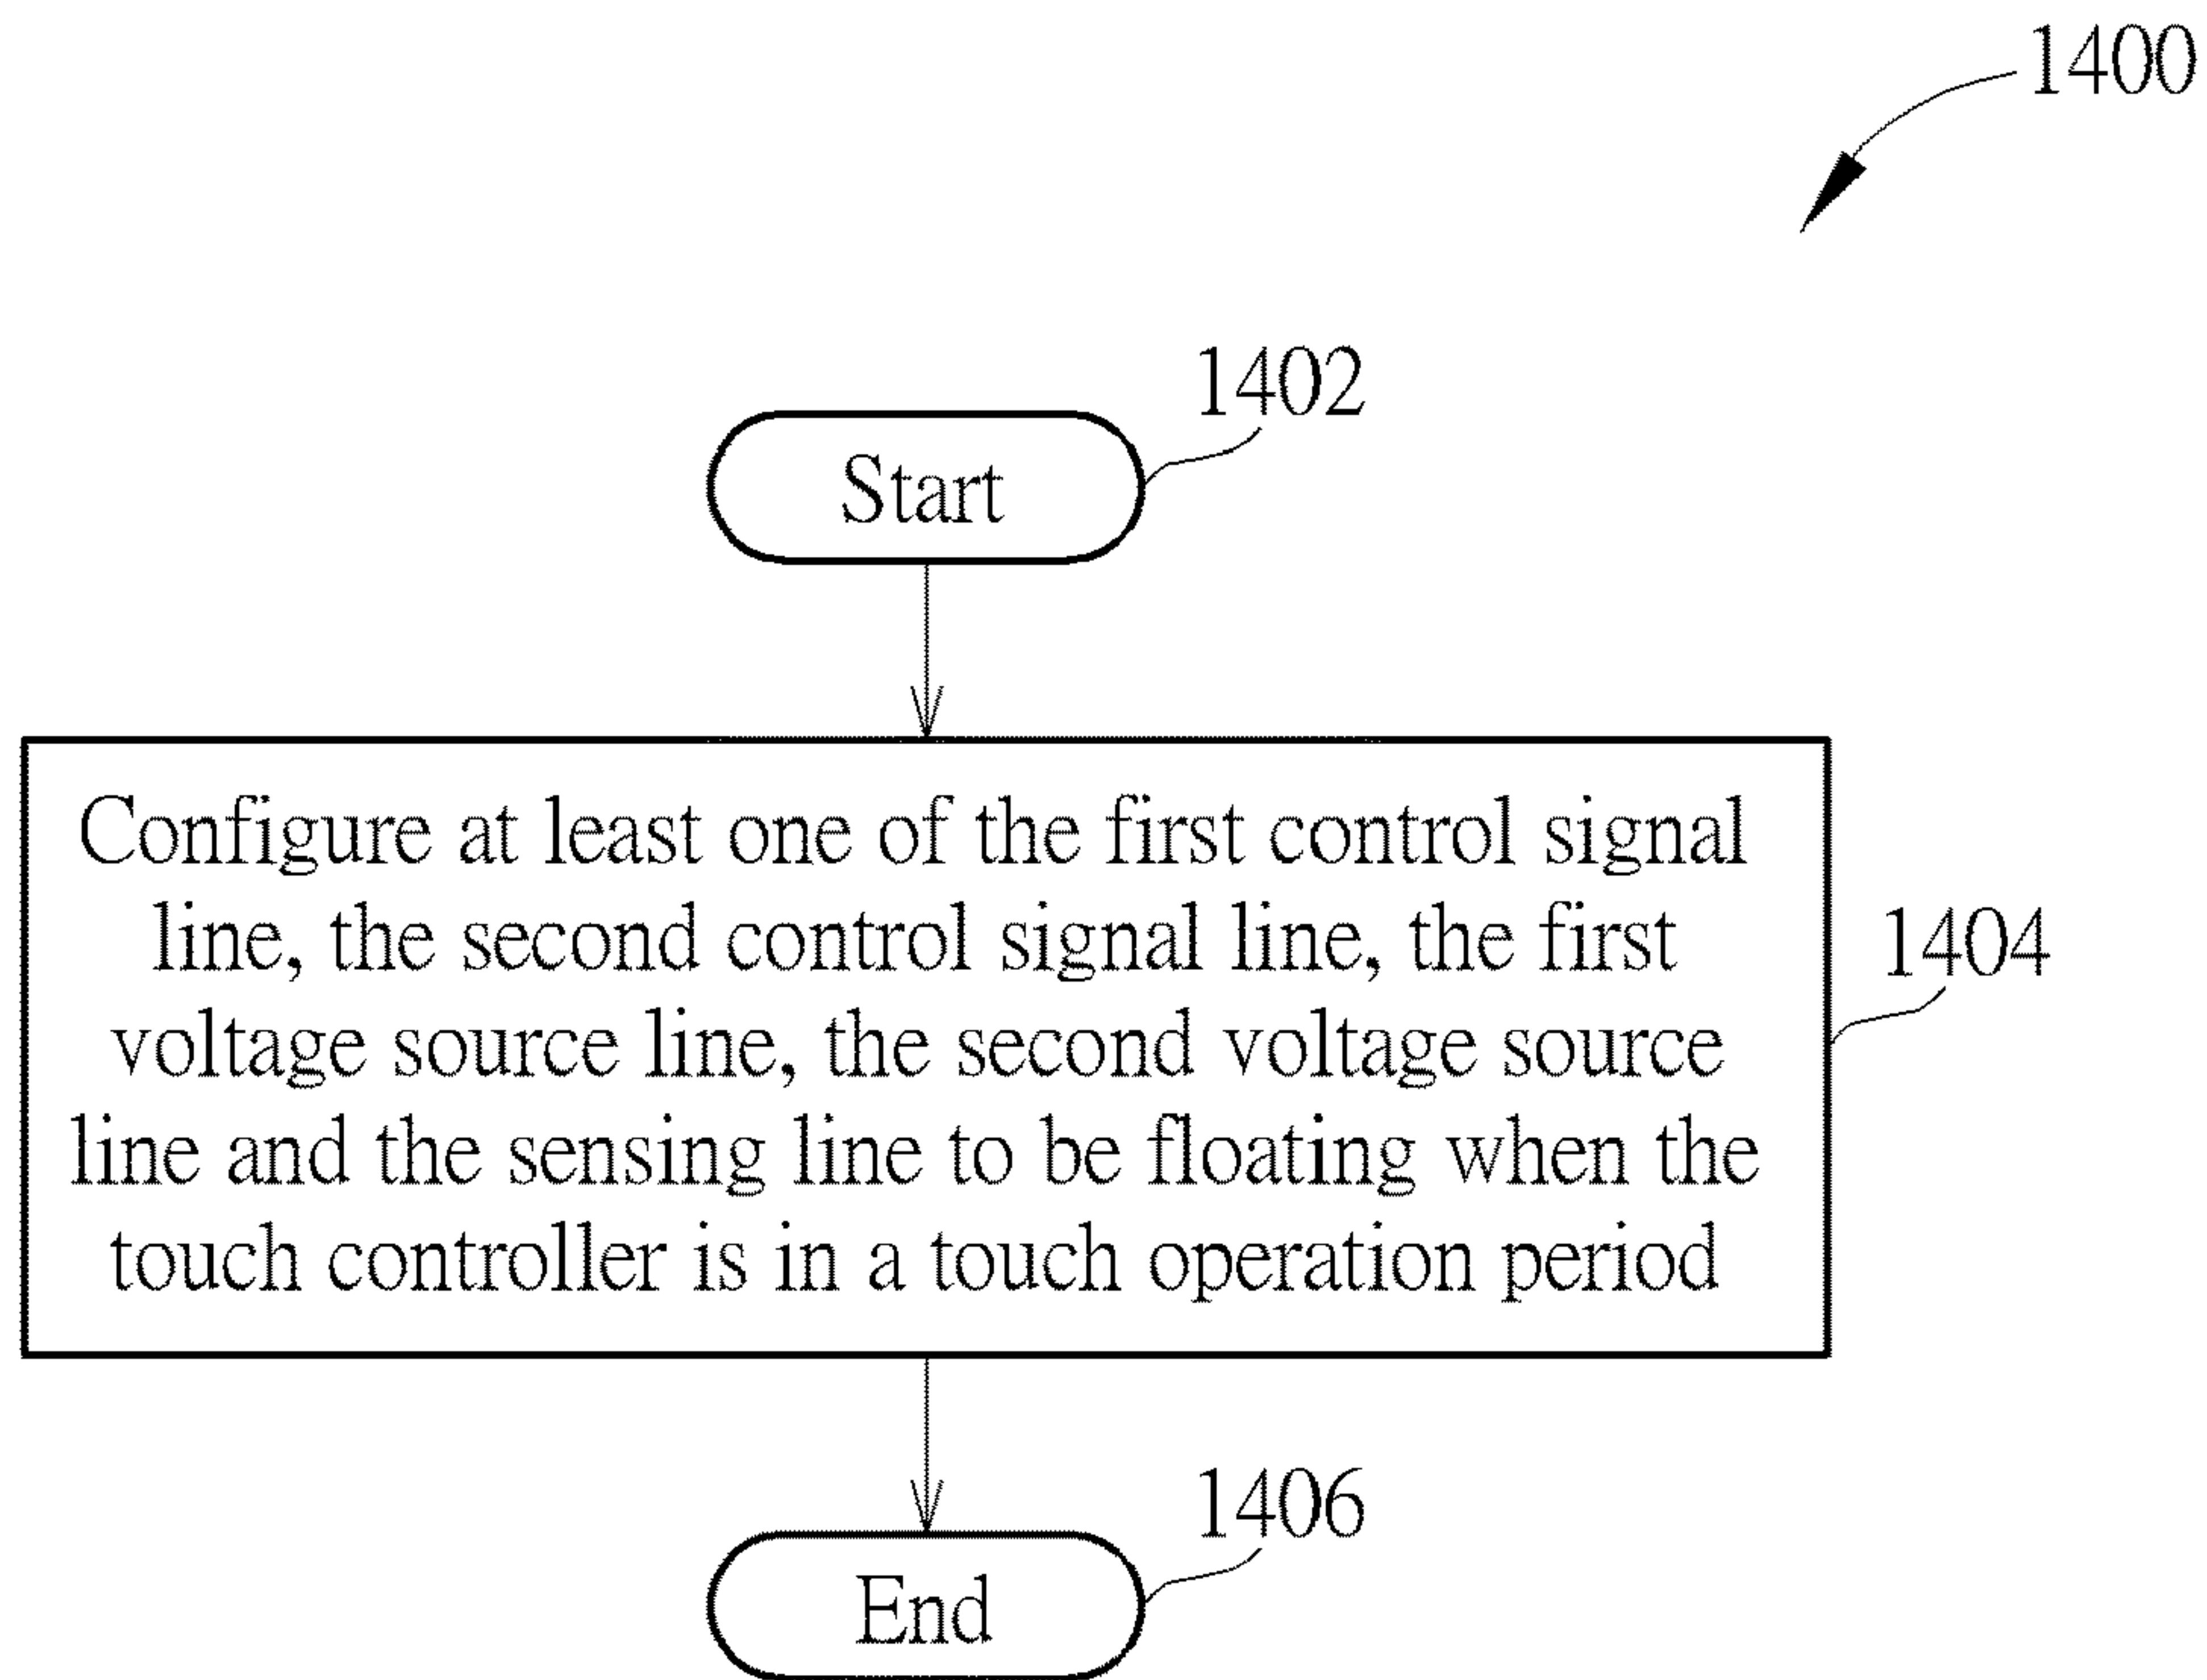 1400
1402
Start
Configure at least one of the first control signal
line, the second control signal line, the first
voltage source line, the second voltage source
line and the sensing line to be floating when the
touch controller is in a touch operation period
1404
1406
End